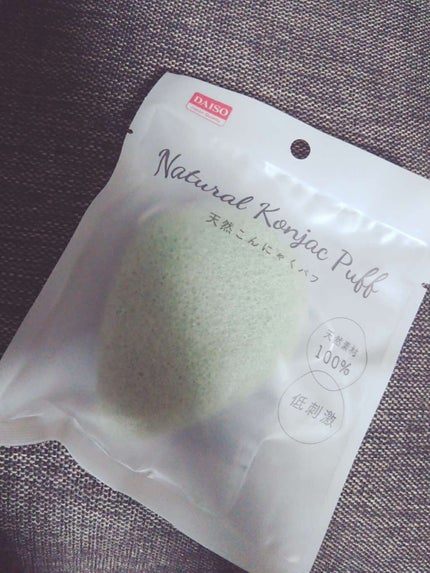 DAISO
Natural Konjac Puff
天然こんにゃくパフ
天然素材
100%
低刺激